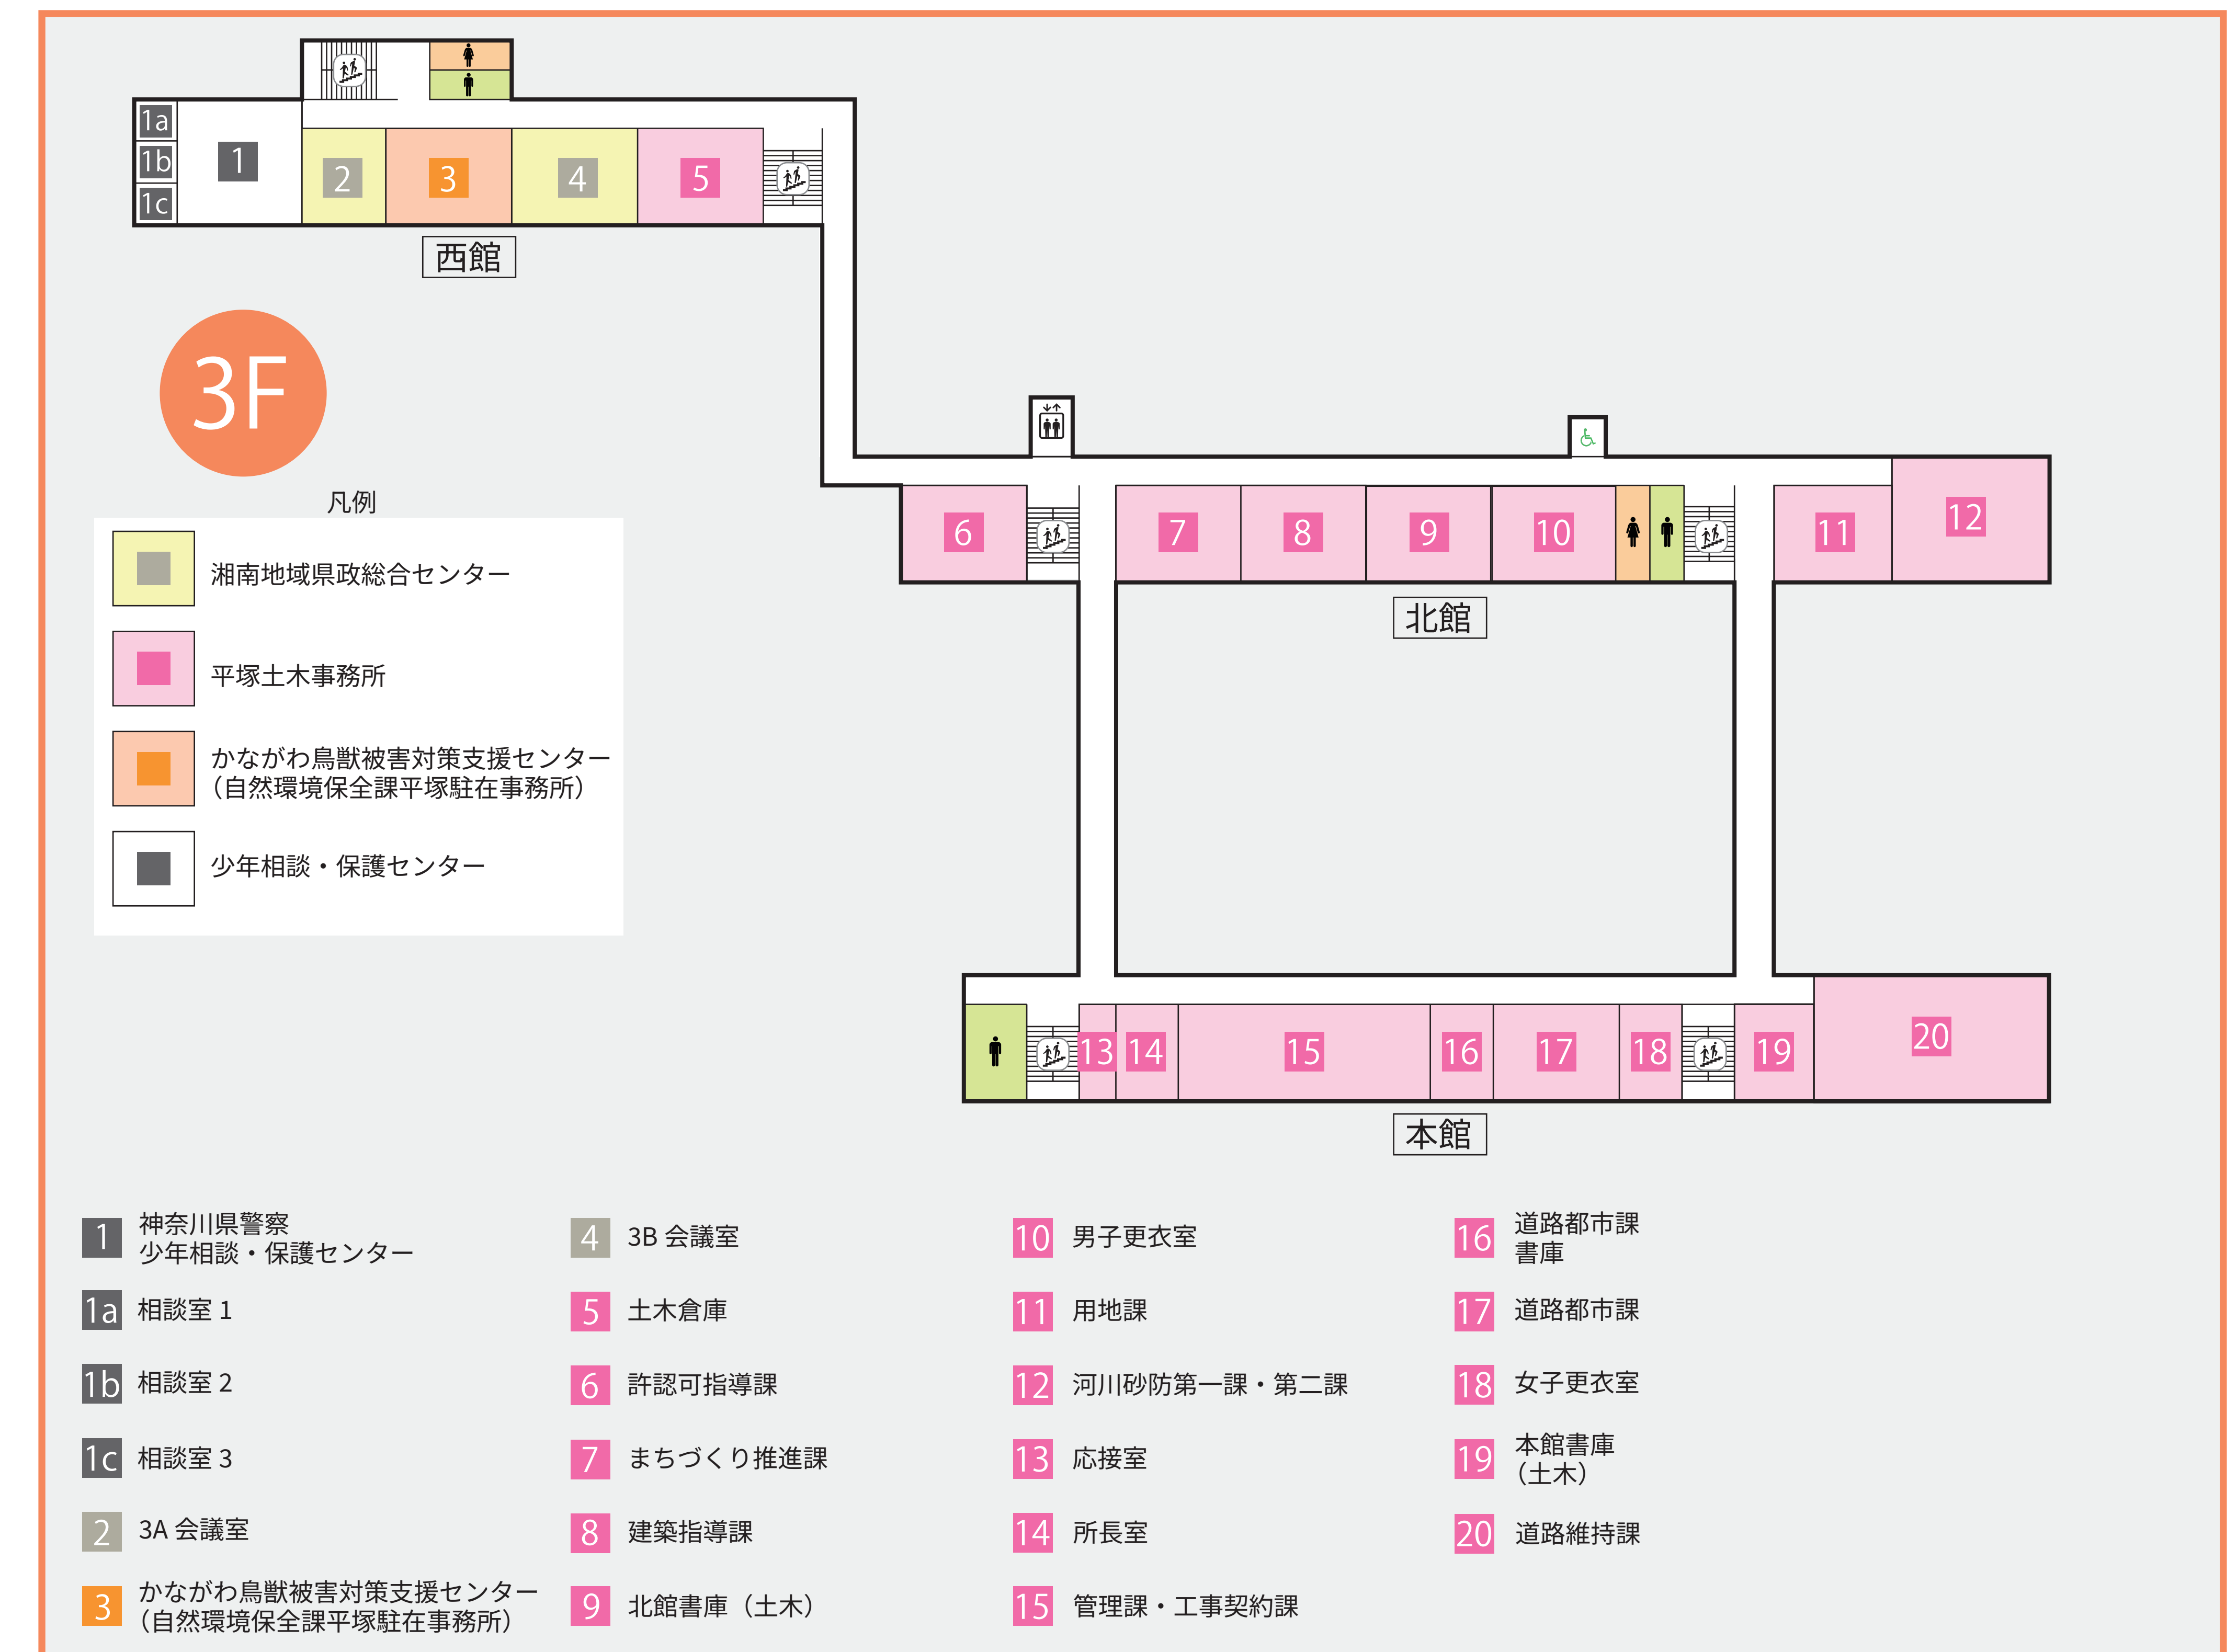 1a
1b
1c
1
2
3
4
5
西館
3F
凡例
湘南地域県政総合センター
平塚土木事務所
かながわ鳥獣被害対策支援センター
（自然環境保全課平塚駐在事務所）
少年相談・保護センター
6
7
8
9
10
11
12
北館
13
14
15
16
17
18
19
20
本館
1 神奈川県警察
少年相談・保護センター
1a 相談室 1
1b 相談室 2
1c 相談室 3
2 3A 会議室
3 かながわ鳥獣被害対策支援センター
（自然環境保全課平塚駐在事務所）
4 3B 会議室
5 土木倉庫
6 許認可指導課
7 まちづくり推進課
8 建築指導課
9 北館書庫（土木）
10 男子更衣室
11 用地課
12 河川砂防第一課・第二課
13 応接室
14 所長室
15 管理課・工事契約課
16 道路都市課
書庫
17 道路都市課
18 女子更衣室
19 本館書庫
（土木）
20 道路維持課